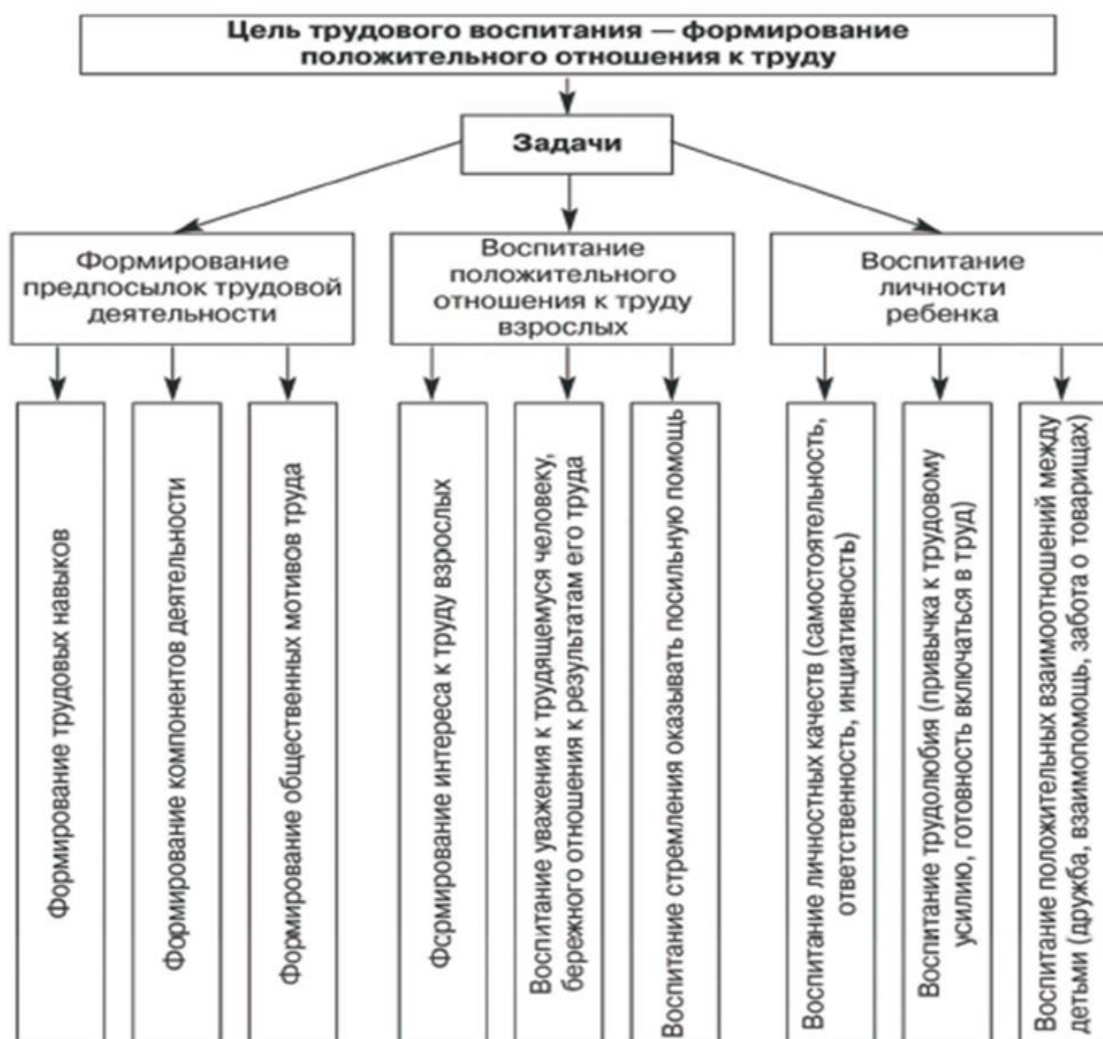 Цель трудового воспитания — формирование
положительного отношения к труду
Задачи
Формирование
предпосылок трудовой
деятельности
Воспитание
положительного
отношения к труду
взрослых
Воспитание
личности
ребенка
Формирование трудовых навыков
Формирование компонентов деятельности
Формирование общественных мотивов труда
Фсрмирование интереса к труду взрослых
Воспитание уважения к трудящемуся человеку,
бережного отношения к результатам его труда
Воспитание стремления оказывать посильную помощь
Воспитание личностных качеств (самостоятельность,
ответственность, инциативность)
Воспитание трудолюбия (привычка к трудовому
усилию, готовность включаться в труд)
Воспитание положительных взаимоотношений между
детьми (дружба, взаимопомощь, забота о товарищах)